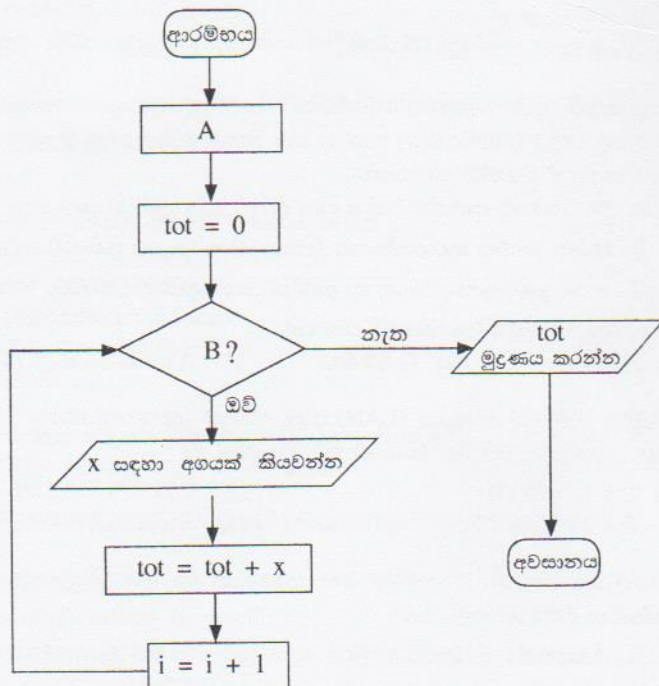 ආරම්භය
A
tot = 0
B ?
නැත
tot
මුද්‍රණය කරන්න
ඔව්
x සඳහා අගයක් කියවන්න
tot = tot + x
අවසානය
i = i + 1